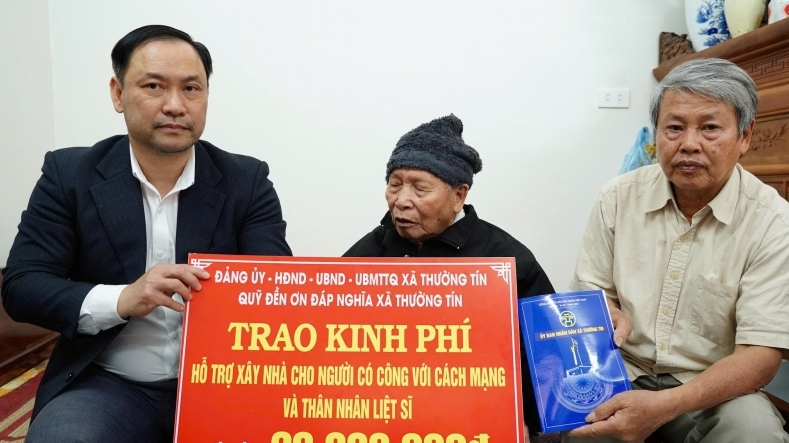 ĐẢNG ỦY - HĐND - UBND - UBMTTQ XÃ THƯỜNG TÍN
QUỸ ĐỀN ƠN ĐÁP NGHĨA XÃ THƯỜNG TÍN
TRAO KINH PHÍ
HỖ TRỢ XÂY NHÀ CHO NGƯỜI CÓ CÔNG VỚI CÁCH MẠNG
VÀ THÂN NHÂN LIỆT SĨ
ỦY BAN NHÂN DÂN XÃ THƯỜNG TÍN